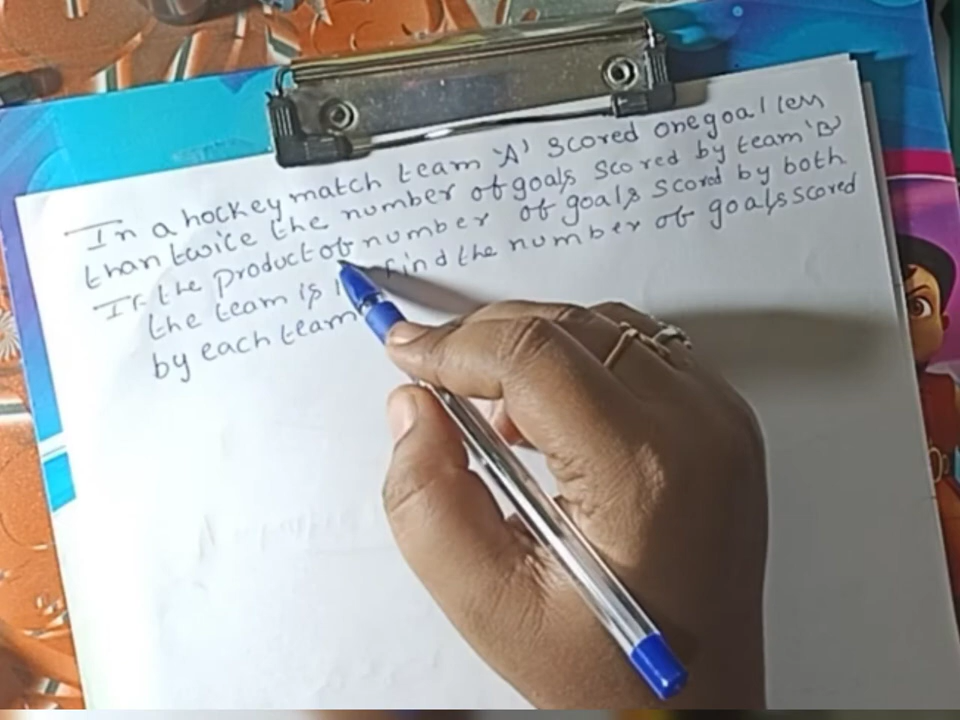 In a hockey match team 'A' scored one goal less
than twice the number of goals scored by team 'B'
If the product of number of goals scored by both
the team is find the number of goals scored
by each team